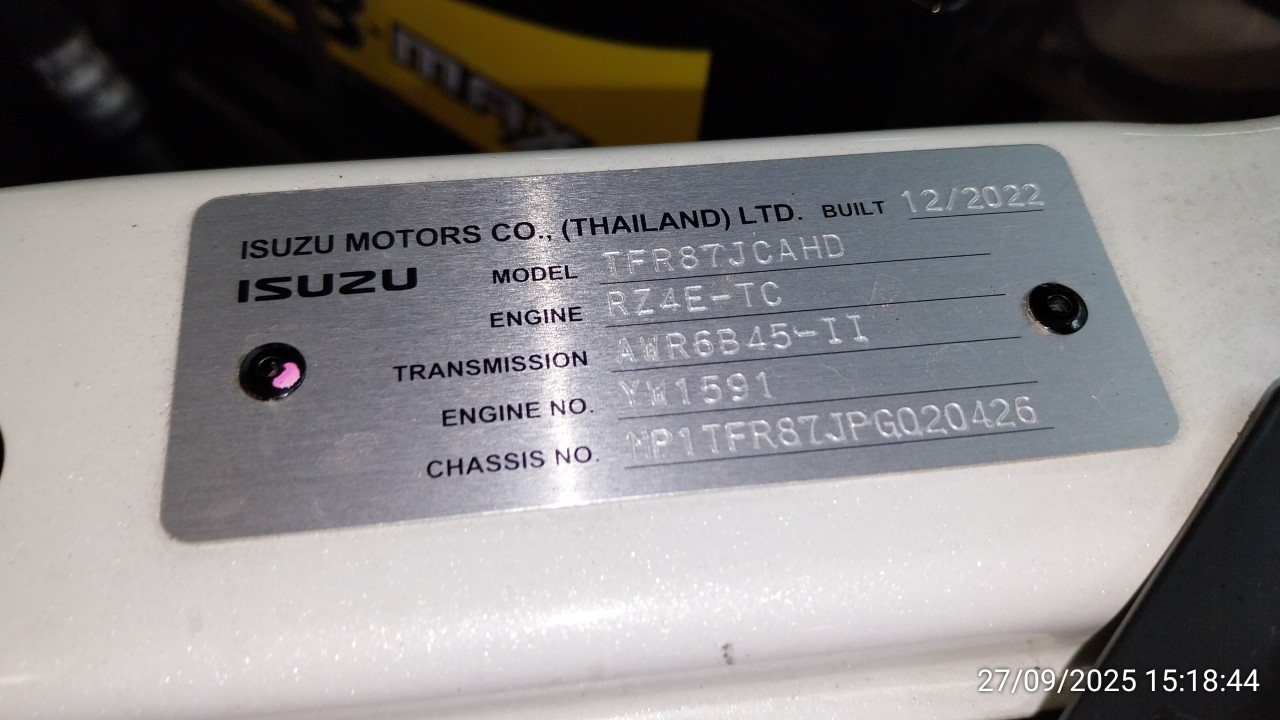 MAX
ISUZU MOTORS CO., (THAILAND) LTD. BUILT 12/2022
ISUZU
MODEL TFR87JCAHD
ENGINE RZ4E-TC
TRANSMISSION AWR6B45-II
ENGINE NO. YW1591
CHASSIS NO. MP1TFR87JPG020426
27/09/2025 15:18:44